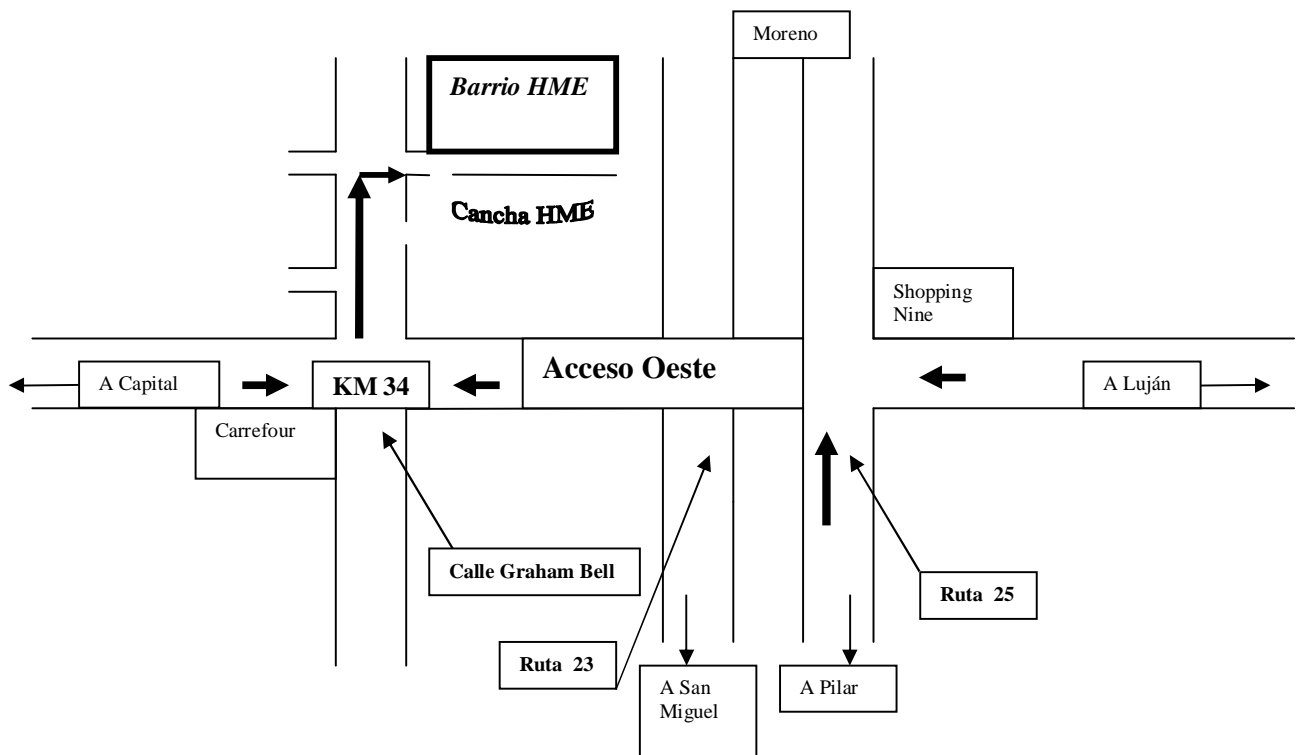 Moreno
Barrio HME
Cancha HME
Shopping
Nine
A Capital
KM 34
Acceso Oeste
A Luján
Carrefour
Calle Graham Bell
Ruta 25
Ruta 23
A San
Miguel
A Pilar